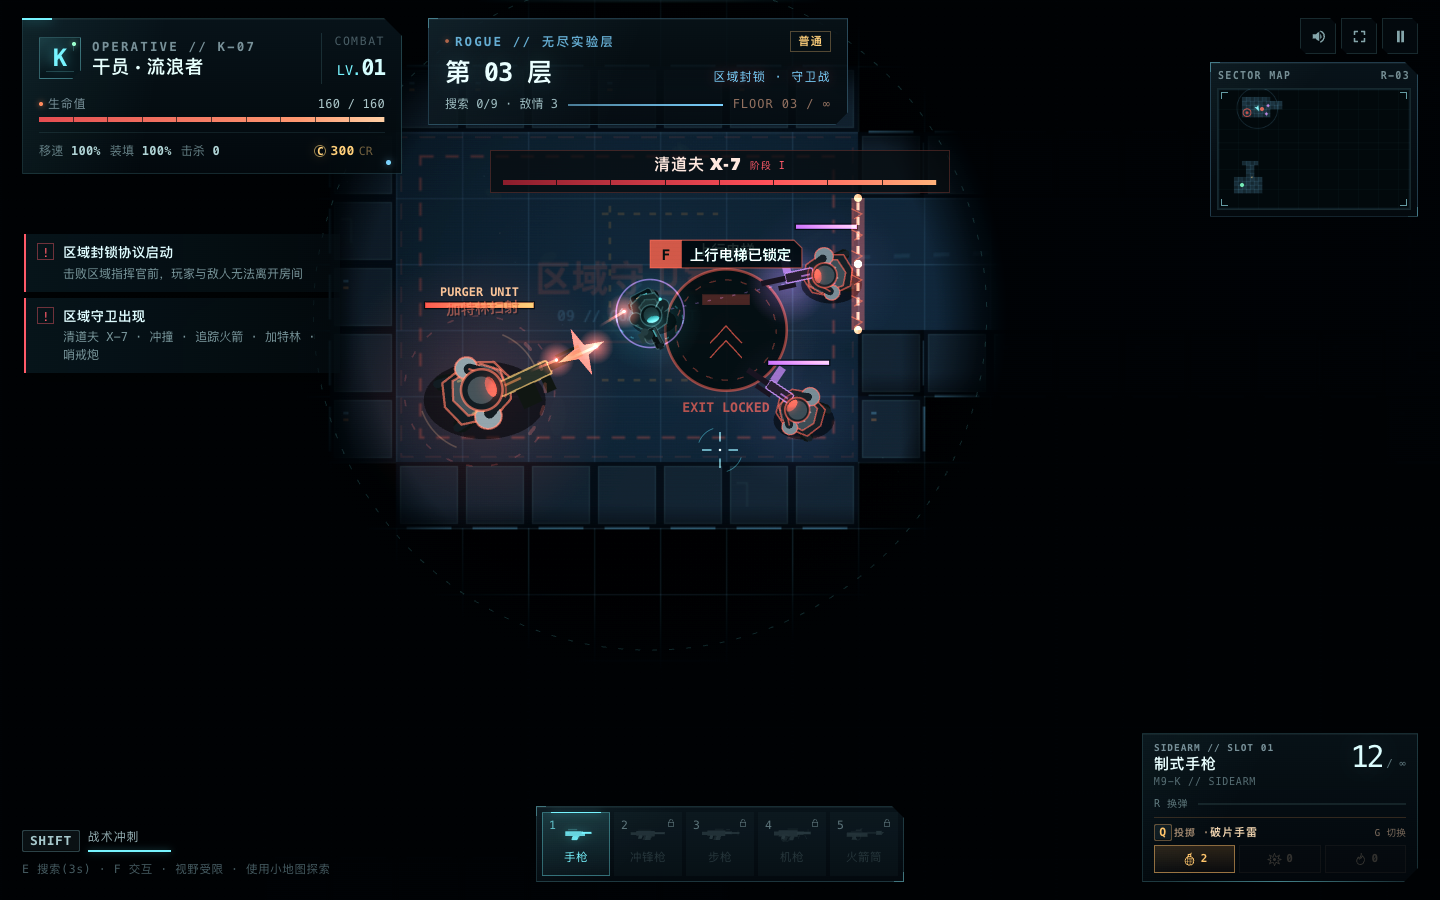 K
OPERATIVE // K-07
干员·流浪者
COMBAT
LV.01
生命值
160 / 160
移速 100% 装填 100% 击杀 0
C 300 CR
ROGUE // 无尽实验层
普通
第 03 层
区域封锁 · 守卫战
搜索 0/9 · 敌情 3
FLOOR 03 / ∞
SECTOR MAP
R-03
清道夫 X-7 阶段 I
! 区域封锁协议启动
击败区域指挥官前，玩家与敌人无法离开房间
! 区域守卫出现
清道夫 X-7 · 冲撞 · 追踪火箭 · 加特林 ·
哨戒炮
F 上行电梯已锁定
区域守卫
09 //
PURGER UNIT
加特林扫射
EXIT LOCKED
SIDEARM // SLOT 01
制式手枪
12 / ∞
M9-K // SIDEARM
R 换弹
Q 投掷 ·破片手雷
G 切换
2
0
0
1
手枪
2
冲锋枪
3
步枪
4
机枪
5
火箭筒
SHIFT 战术冲刺
E 搜索(3s) · F 交互 · 视野受限 · 使用小地图探索